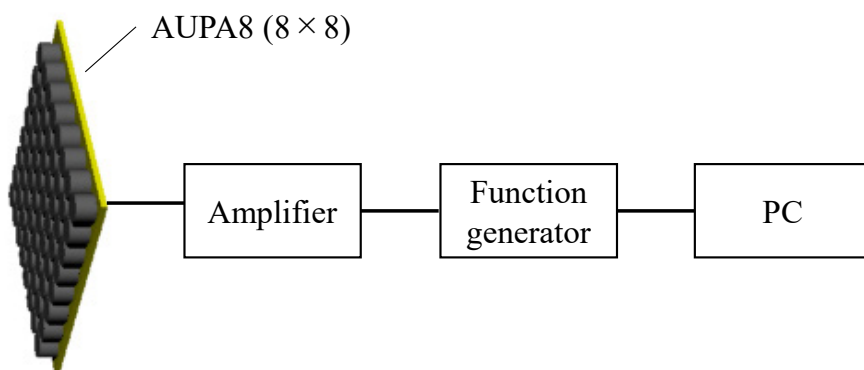 AUPA8 (8 × 8)
Amplifier
Function
generator
PC